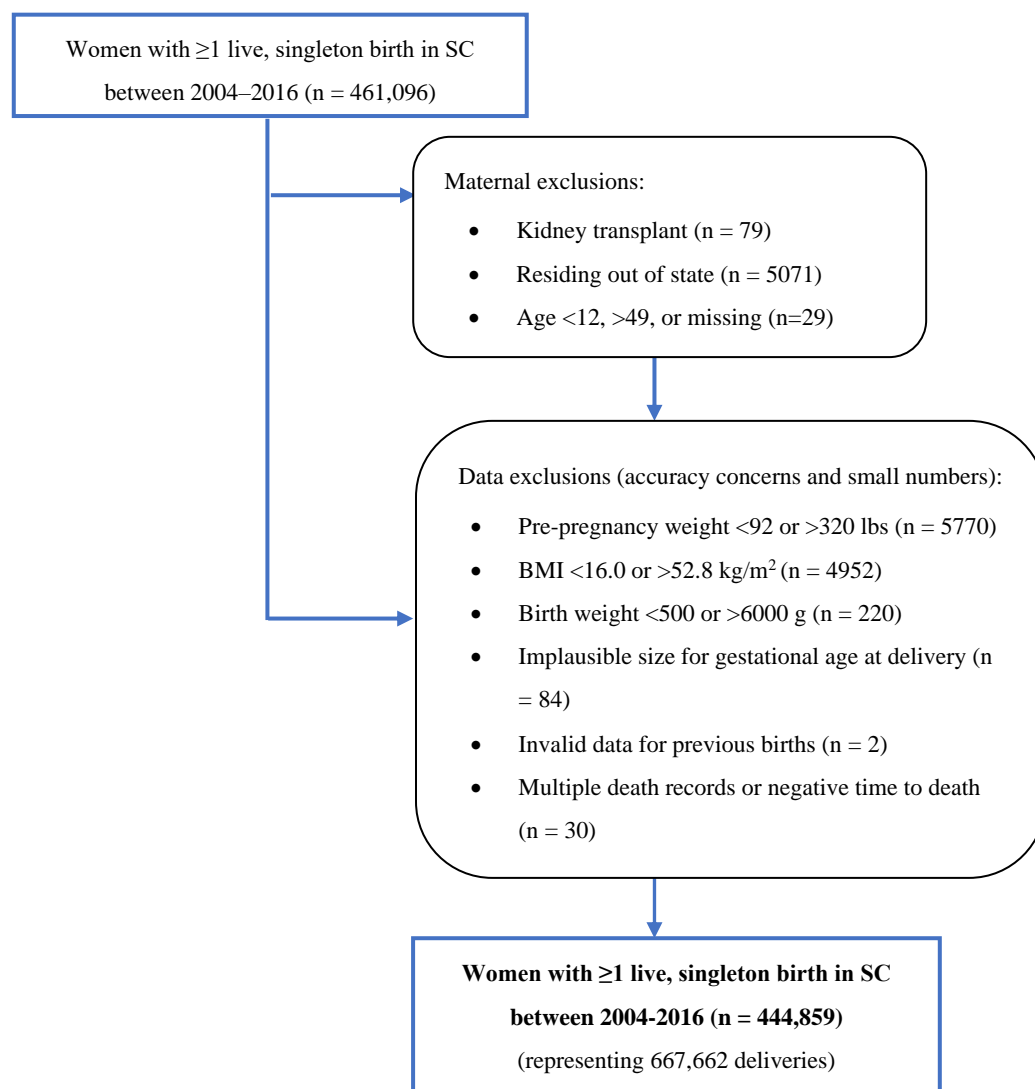 Women with ≥1 live, singleton birth in SC
between 2004–2016 (n = 461,096)
Maternal exclusions:
• Kidney transplant (n = 79)
• Residing out of state (n = 5071)
• Age <12, >49, or missing (n=29)
Data exclusions (accuracy concerns and small numbers):
• Pre-pregnancy weight <92 or >320 lbs (n = 5770)
• BMI <16.0 or >52.8 kg/m² (n = 4952)
• Birth weight <500 or >6000 g (n = 220)
• Implausible size for gestational age at delivery (n
= 84)
• Invalid data for previous births (n = 2)
• Multiple death records or negative time to death
(n = 30)
Women with ≥1 live, singleton birth in SC
between 2004-2016 (n = 444,859)
(representing 667,662 deliveries)